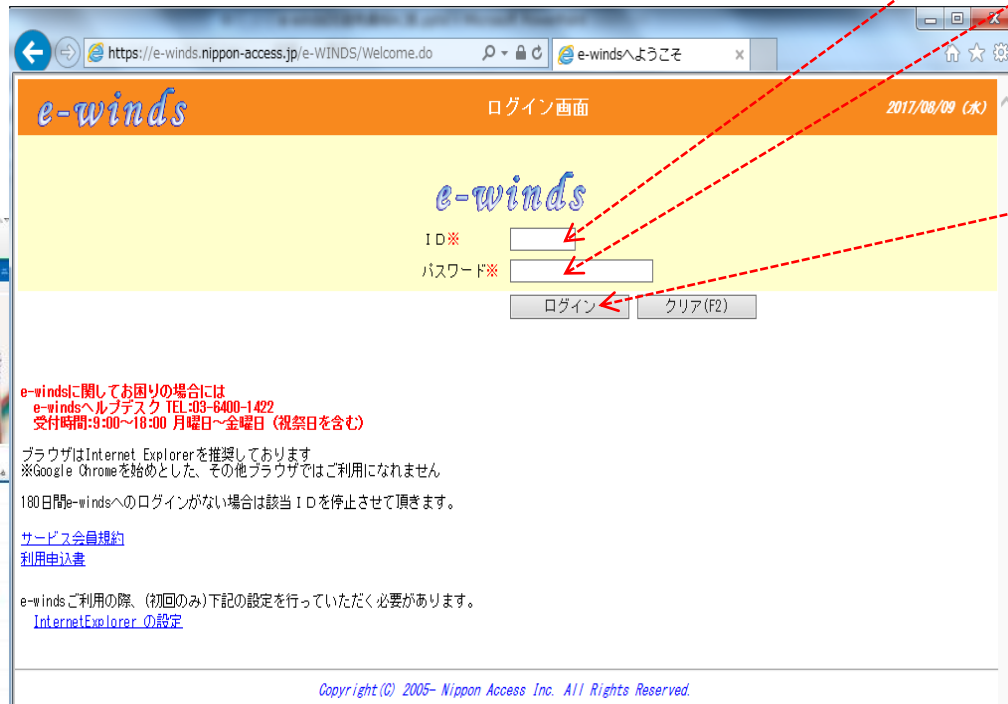 https://e-winds.nippon-access.jp/e-WINDS/Welcome.do
e-windsへようこそ
e-winds
ログイン画面
2017/08/09 (水)
e-winds
ＩＤ※
パスワード※
ログイン
クリア(F2)
e-windsに関してお困りの場合には
e-windsヘルプデスク TEL:03-6400-1422
受付時間:9:00～18:00 月曜日～金曜日（祝祭日を含む）
ブラウザはInternet Explorerを推奨しております
※Google Chromeを始めとした、その他ブラウザではご利用になれません
180日間e-windsへのログインがない場合は該当ＩＤを停止させて頂きます。
サービス会員規約
利用申込書
e-windsご利用の際、(初回のみ)下記の設定を行っていただく必要があります。
InternetExplorer の設定
Copyright(C) 2005- Nippon Access Inc. All Rights Reserved.